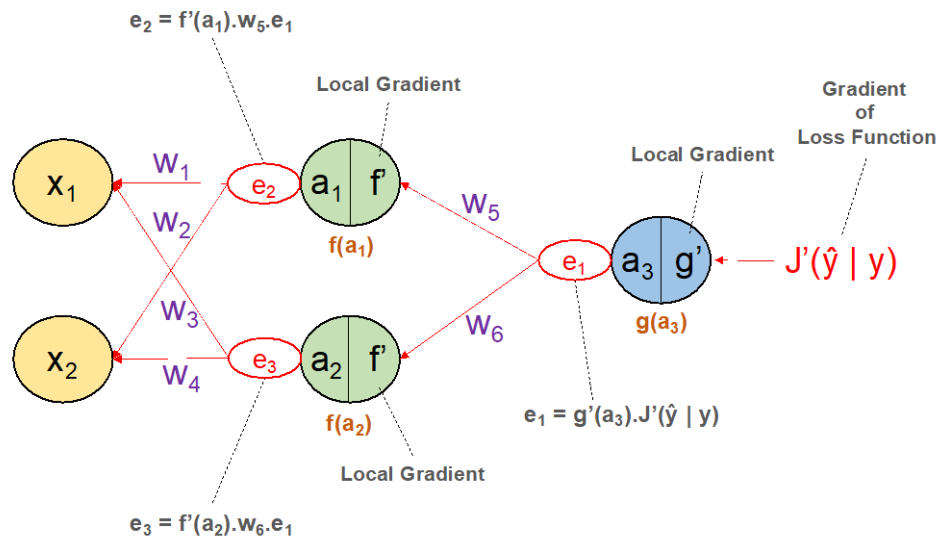 e₂ = f'(a₁).w₅.e₁
Local Gradient
Gradient
of
Loss Function
Local Gradient
x₁
W₁
e₂
a₁
f'
W₅
W₂
f(a₁)
e₁
a₃
g'
J'(ŷ | y)
W₃
W₆
g(a₃)
x₂
W₄
e₃
a₂
f'
e₁ = g'(a₃).J'(ŷ | y)
f(a₂)
Local Gradient
e₃ = f'(a₂).w₆.e₁